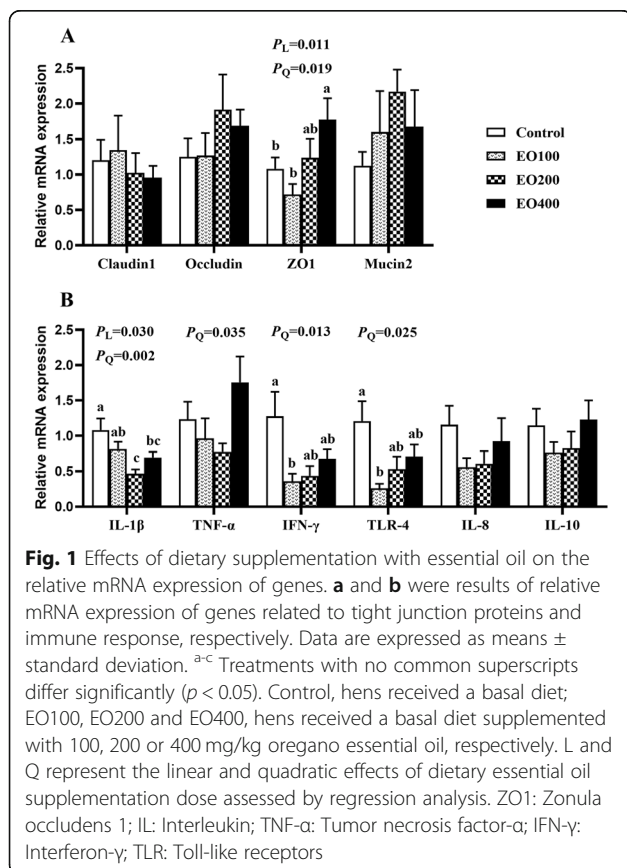 A
P_L=0.011
P_Q=0.019
Relative mRNA expression
2.5
2.0
1.5
1.0
0.5
0.0
b b ab a
Control
EO100
EO200
EO400
Claudin1 Occludin ZO1 Mucin2
B
P_L=0.030 P_Q=0.035 P_Q=0.013 P_Q=0.025
P_Q=0.002
Relative mRNA expression
2.5
2.0
1.5
1.0
0.5
0.0
a ab c bc a b ab ab a b ab ab
IL-1β TNF-α IFN-γ TLR-4 IL-8 IL-10
Fig. 1 Effects of dietary supplementation with essential oil on the
relative mRNA expression of genes. a and b were results of relative
mRNA expression of genes related to tight junction proteins and
immune response, respectively. Data are expressed as means ±
standard deviation. a-c Treatments with no common superscripts
differ significantly (p < 0.05). Control, hens received a basal diet;
EO100, EO200 and EO400, hens received a basal diet supplemented
with 100, 200 or 400 mg/kg oregano essential oil, respectively. L and
Q represent the linear and quadratic effects of dietary essential oil
supplementation dose assessed by regression analysis. ZO1: Zonula
occludens 1; IL: Interleukin; TNF-α: Tumor necrosis factor-α; IFN-γ:
Interferon-γ; TLR: Toll-like receptors